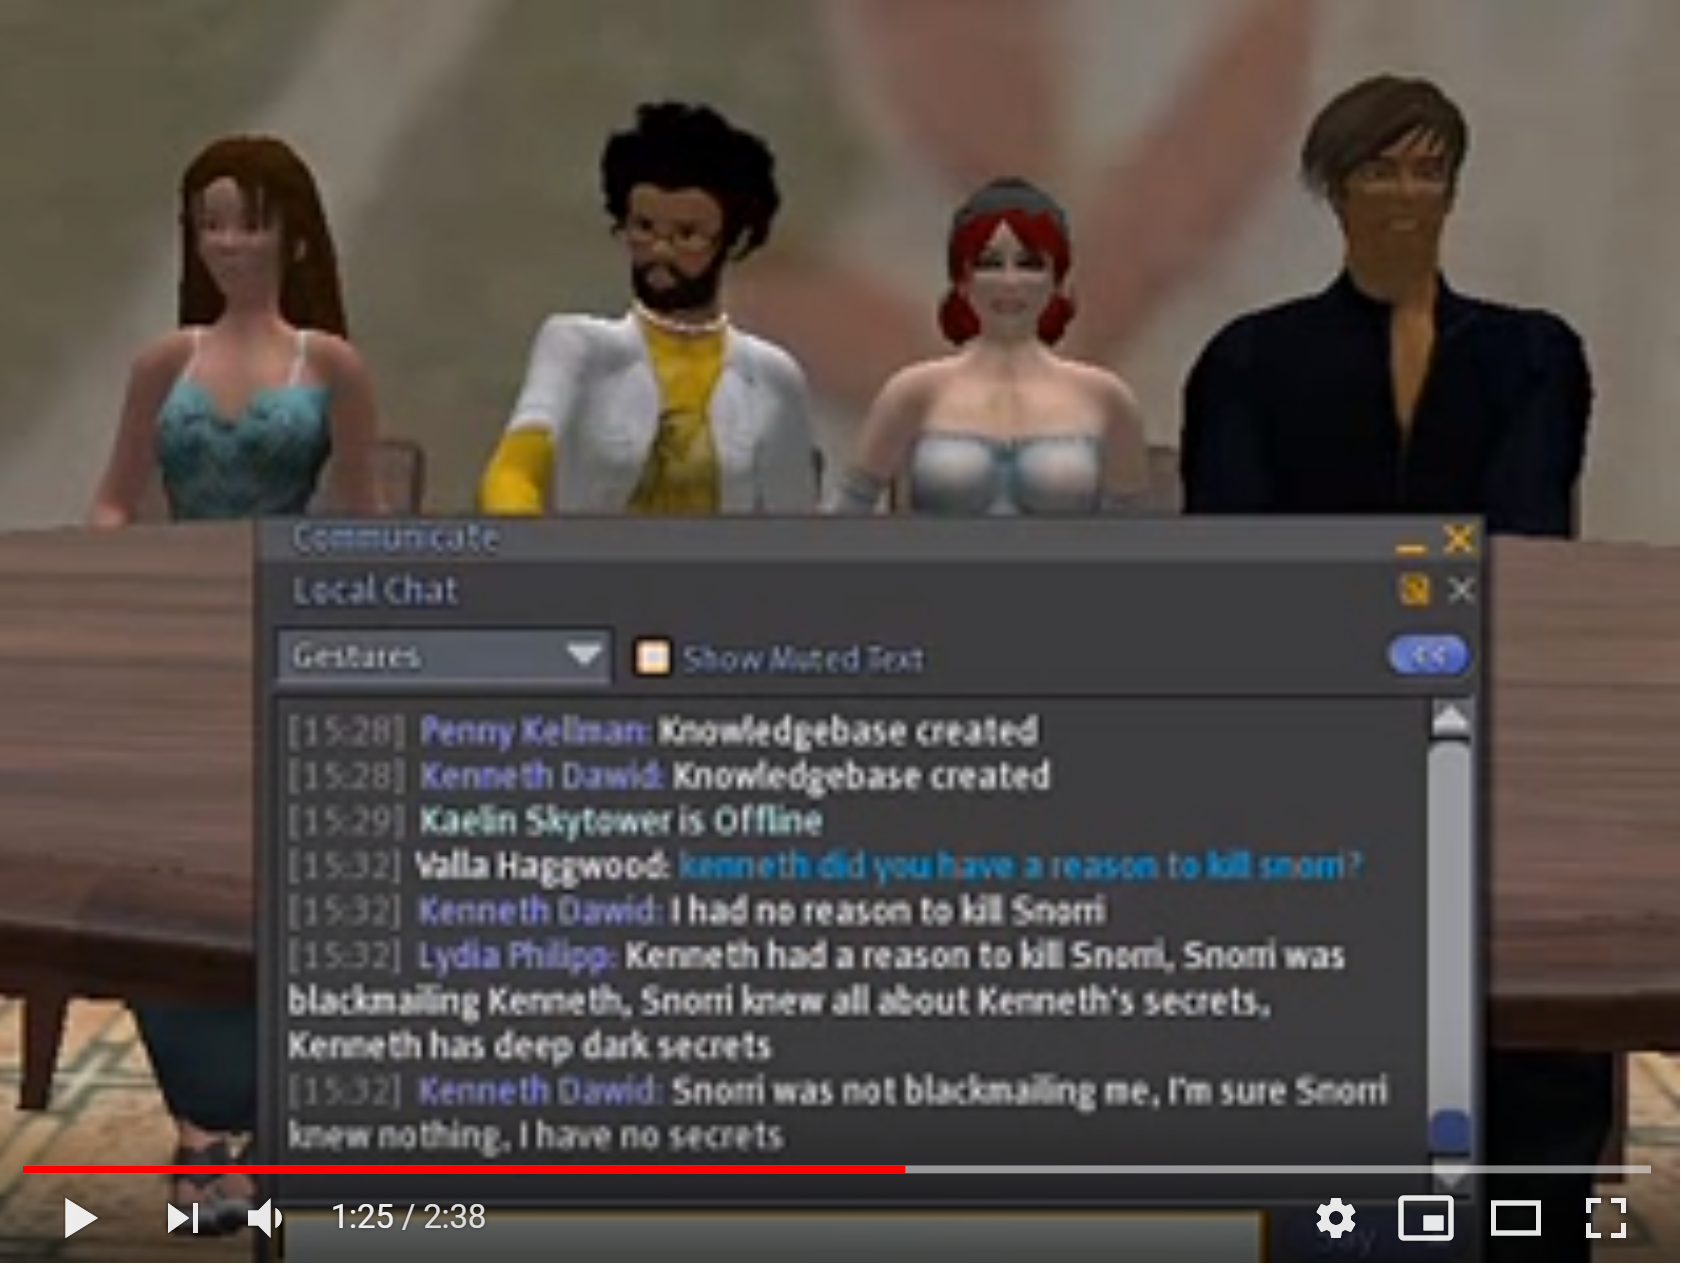 Communicate
Local Chat
Gestures
Show Muted Text
<<
[15:28] Penny Kellman: Knowledgebase created
[15:28] Kenneth Dawid: Knowledgebase created
[15:29] Kaelin Skytower is Offline
[15:32] Valla Haggwood: kenneth did you have a reason to kill snorri?
[15:32] Kenneth Dawid: I had no reason to kill Snorri
[15:32] Lydia Philipp: Kenneth had a reason to kill Snorri, Snorri was
blackmailing Kenneth, Snorri knew all about Kenneth's secrets,
Kenneth has deep dark secrets
[15:32] Kenneth Dawid: Snorri was not blackmailing me, I'm sure Snorri
knew nothing, I have no secrets
1:25 / 2:38